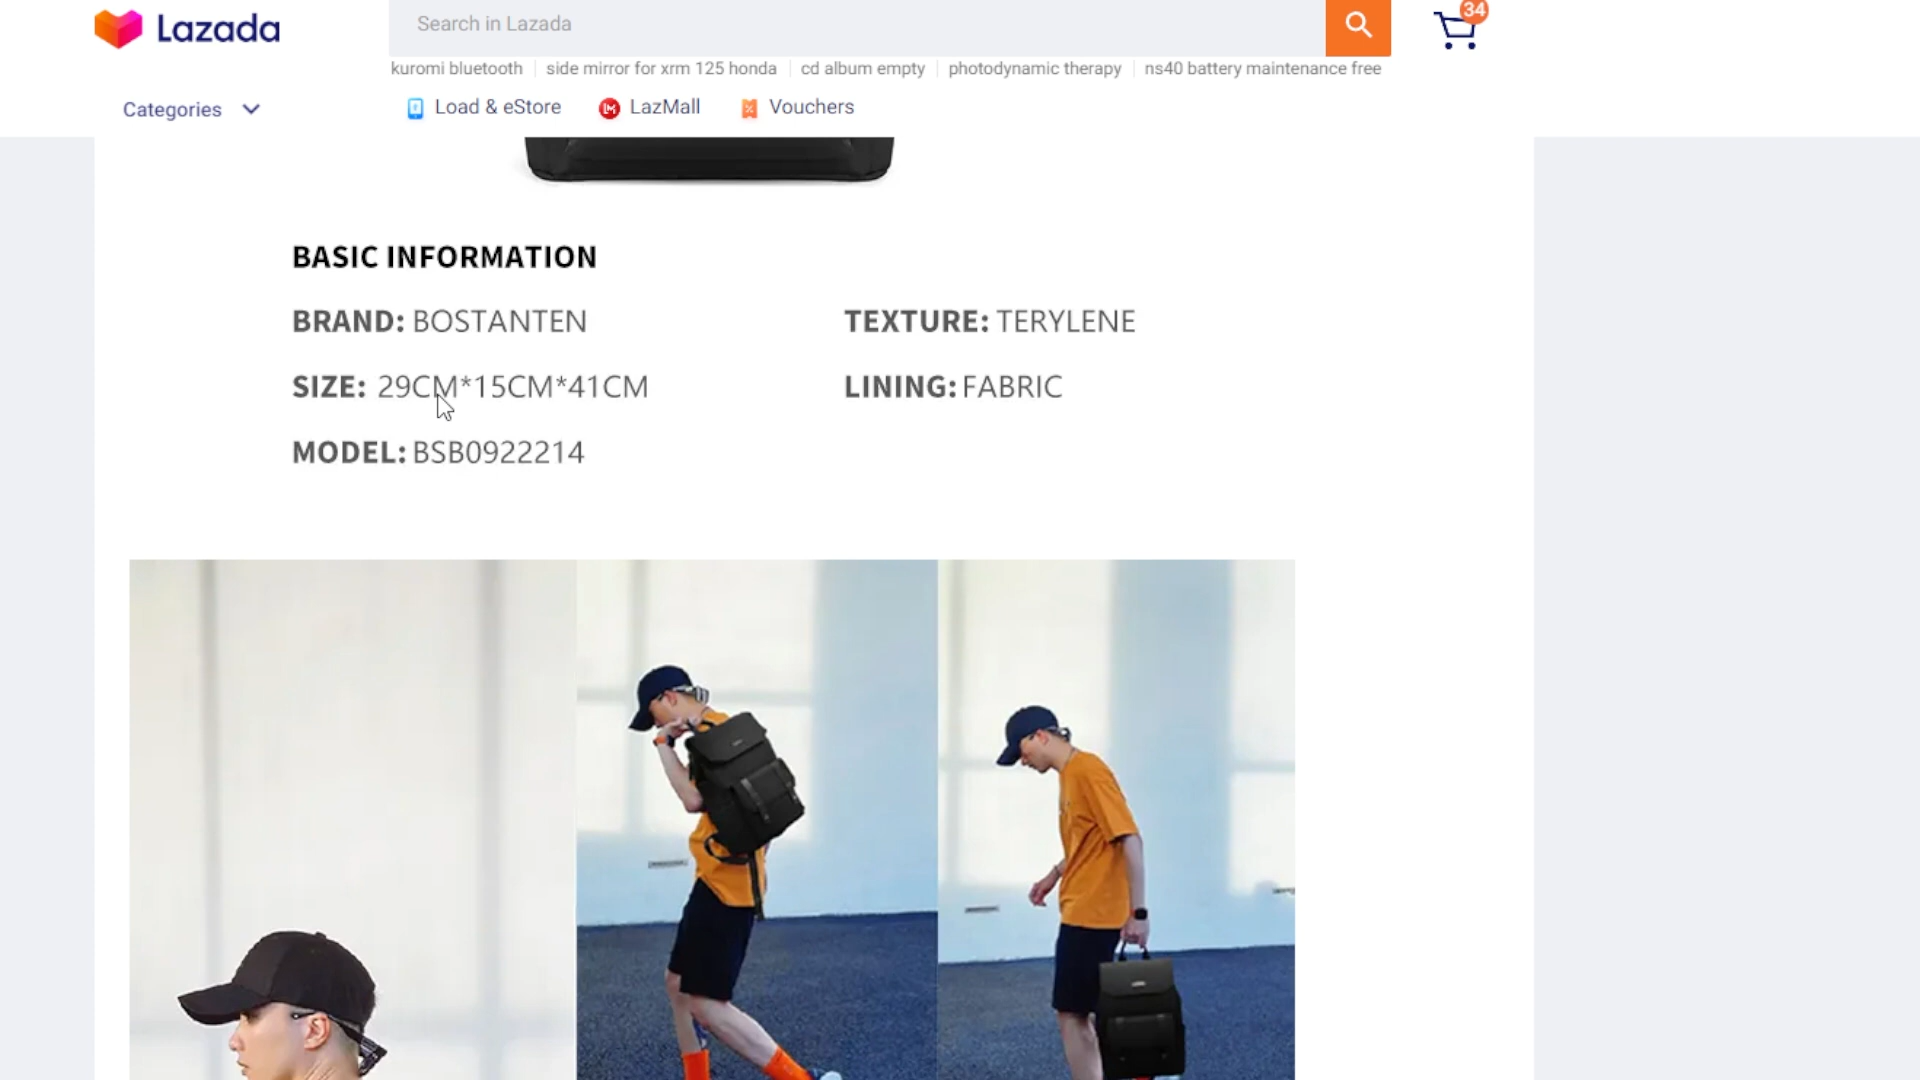 Lazada
Search in Lazada
34
kuromi bluetooth
side mirror for xrm 125 honda
cd album empty
photodynamic therapy
ns40 battery maintenance free
Categories
Load & eStore
LM LazMall
Vouchers
BASIC INFORMATION
BRAND: BOSTANTEN
TEXTURE: TERYLENE
SIZE: 29CM*15CM*41CM
LINING: FABRIC
MODEL: BSB0922214